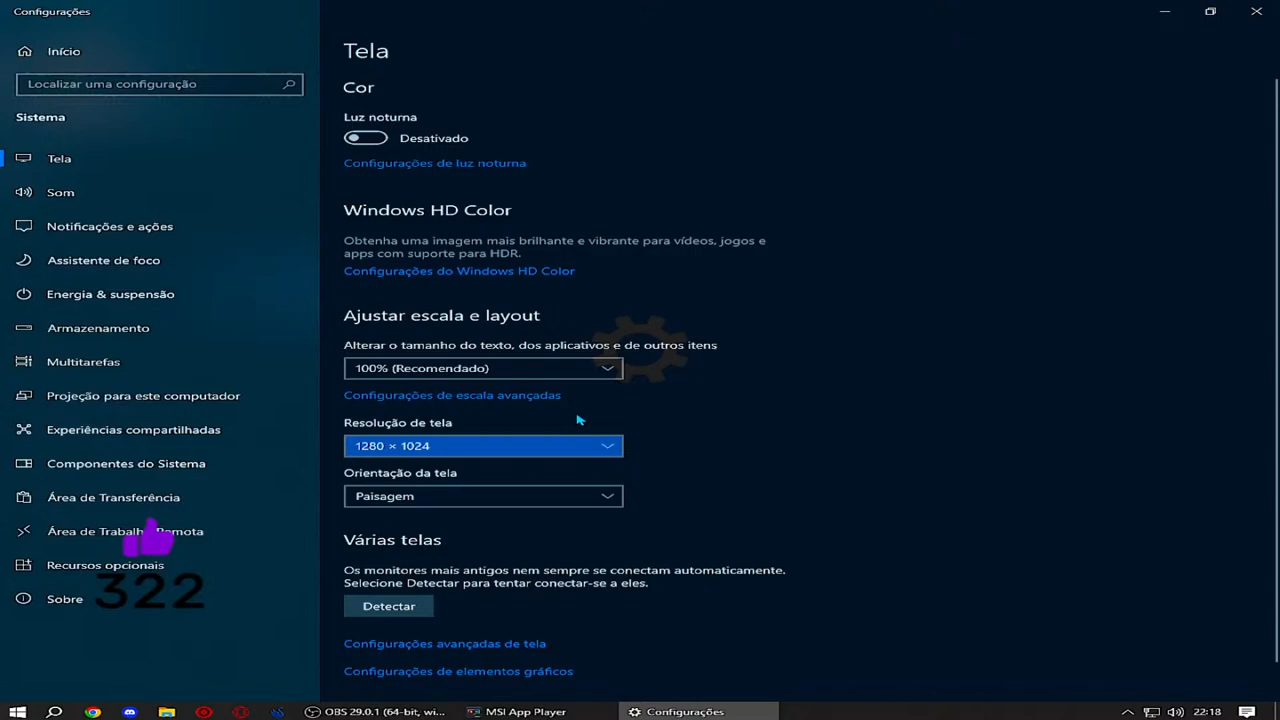 Configurações
Início
Localizar uma configuração
Sistema
Tela
Som
Notificações e ações
Assistente de foco
Energia & suspensão
Armazenamento
Multitarefas
Projeção para este computador
Experiências compartilhadas
Componentes do Sistema
Área de Transferência
Área de Trabalho Remota
Recursos opcionais
322
Sobre
Tela
Cor
Luz noturna
Desativado
Configurações de luz noturna
Windows HD Color
Obtenha uma imagem mais brilhante e vibrante para vídeos, jogos e
apps com suporte para HDR.
Configurações do Windows HD Color
Ajustar escala e layout
Alterar o tamanho do texto, dos aplicativos e de outros itens
100% (Recomendado)
Configurações de escala avançadas
Resolução de tela
1280 × 1024
Orientação da tela
Paisagem
Várias telas
Os monitores mais antigos nem sempre se conectam automaticamente.
Selecione Detectar para tentar conectar-se a eles.
Detectar
Configurações avançadas de tela
Configurações de elementos gráficos
OBS 29.0.1 (64-bit, wi...
MSI App Player
Configurações
22:18